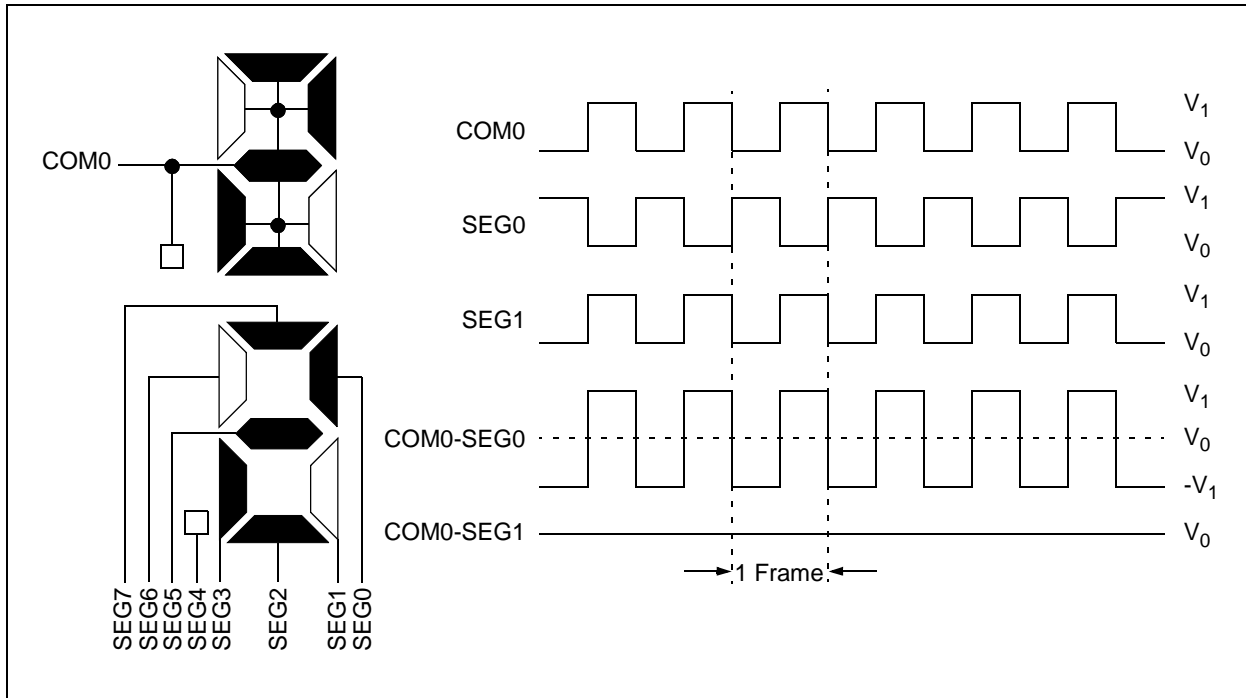 COM0
SEG7
SEG6
SEG5
SEG4
SEG3
SEG2
SEG1
SEG0
COM0
V1
V0
SEG0
V1
V0
SEG1
V1
V0
COM0-SEG0
V1
V0
-V1
COM0-SEG1
V0
1 Frame